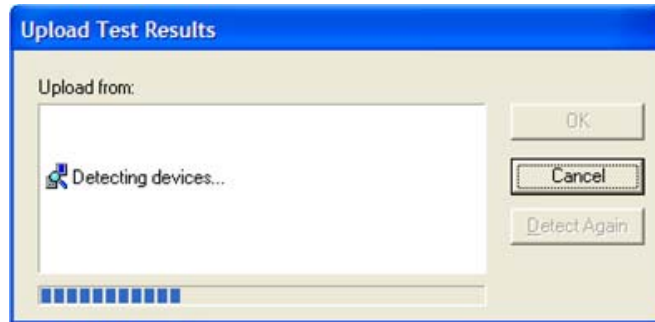 Upload Test Results
Upload from:
OK
Detecting devices...
Cancel
Detect Again